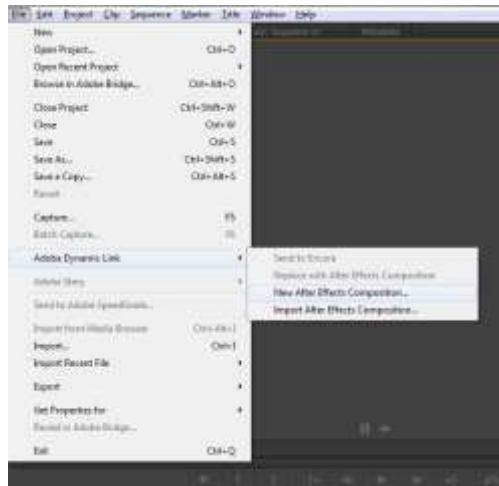 File Edit Project Clip Sequence Marker Title Window Help
New
Open Project... Ctrl+O
Open Recent Project
Browse in Adobe Bridge... Ctrl+Alt+O
Close Project Ctrl+Shift+W
Close Ctrl+W
Save Ctrl+S
Save As... Ctrl+Shift+S
Save a Copy... Ctrl+Alt+S
Revert
Capture... F5
Batch Capture... F6
Adobe Dynamic Link
Send to Encore
Replace with After Effects Composition
New After Effects Composition...
Import After Effects Composition...
Adobe Story
Send to Adobe SpeedGrade...
Import from Media Browser Ctrl+Alt+I
Import... Ctrl+I
Import Recent File
Export
Get Properties for
Reveal in Adobe Bridge...
Exit Ctrl+Q